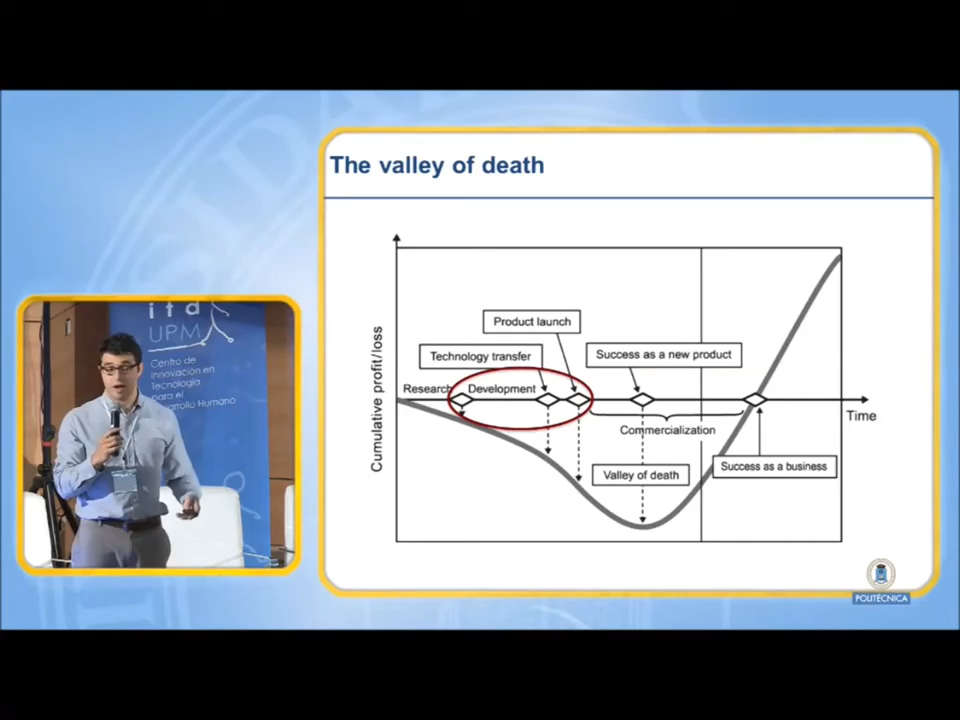 The valley of death
Product launch
Technology transfer
Success as a new product
Research
Development
Cumulative profit/loss
Time
Commercialization
Valley of death
Success as a business
itd
UPM
Centro de
Innovación en
Tecnología
para el
Desarrollo Humano
POLITÉCNICA